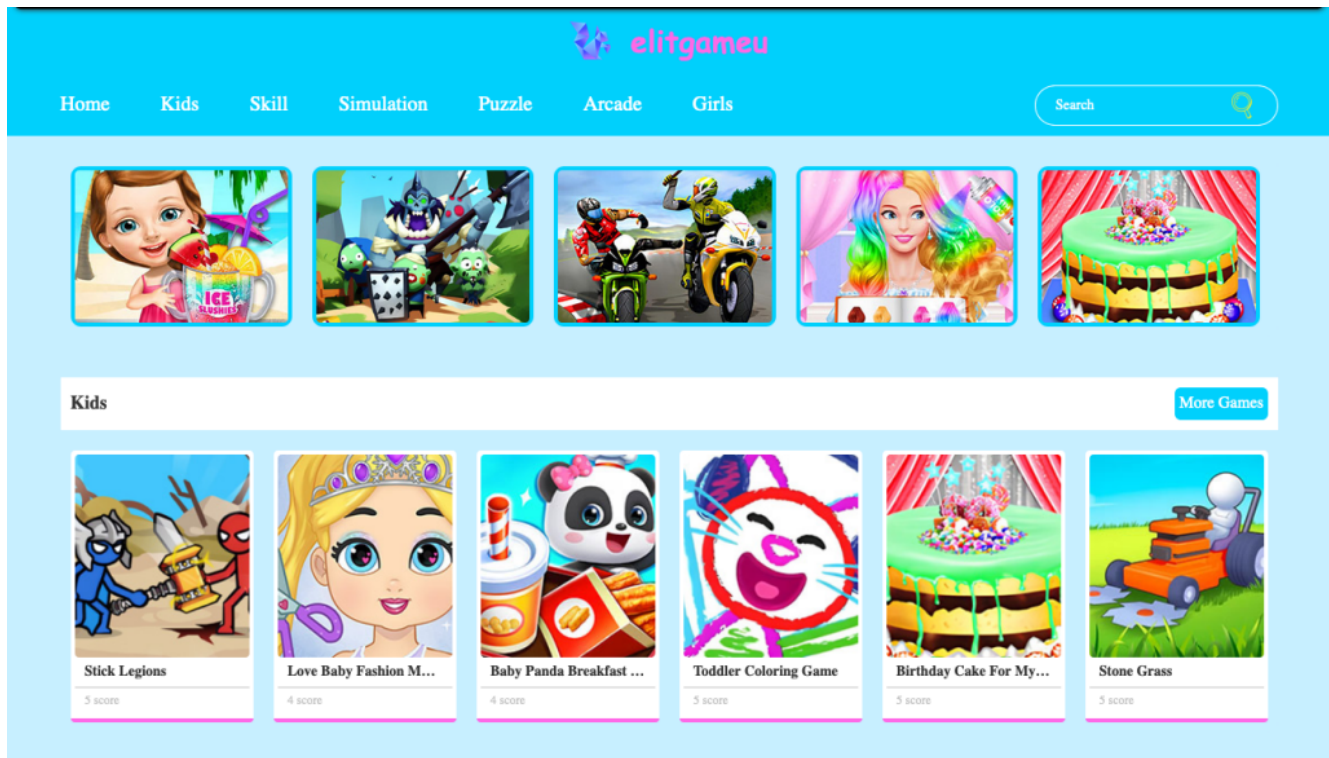 elitgameu
Home Kids Skill Simulation Puzzle Arcade Girls Search
ICE
SLUSHIES
Kids More Games
Stick Legions Love Baby Fashion M... Baby Panda Breakfast ... Toddler Coloring Game Birthday Cake For My... Stone Grass
5 score 4 score 4 score 5 score 5 score 5 score